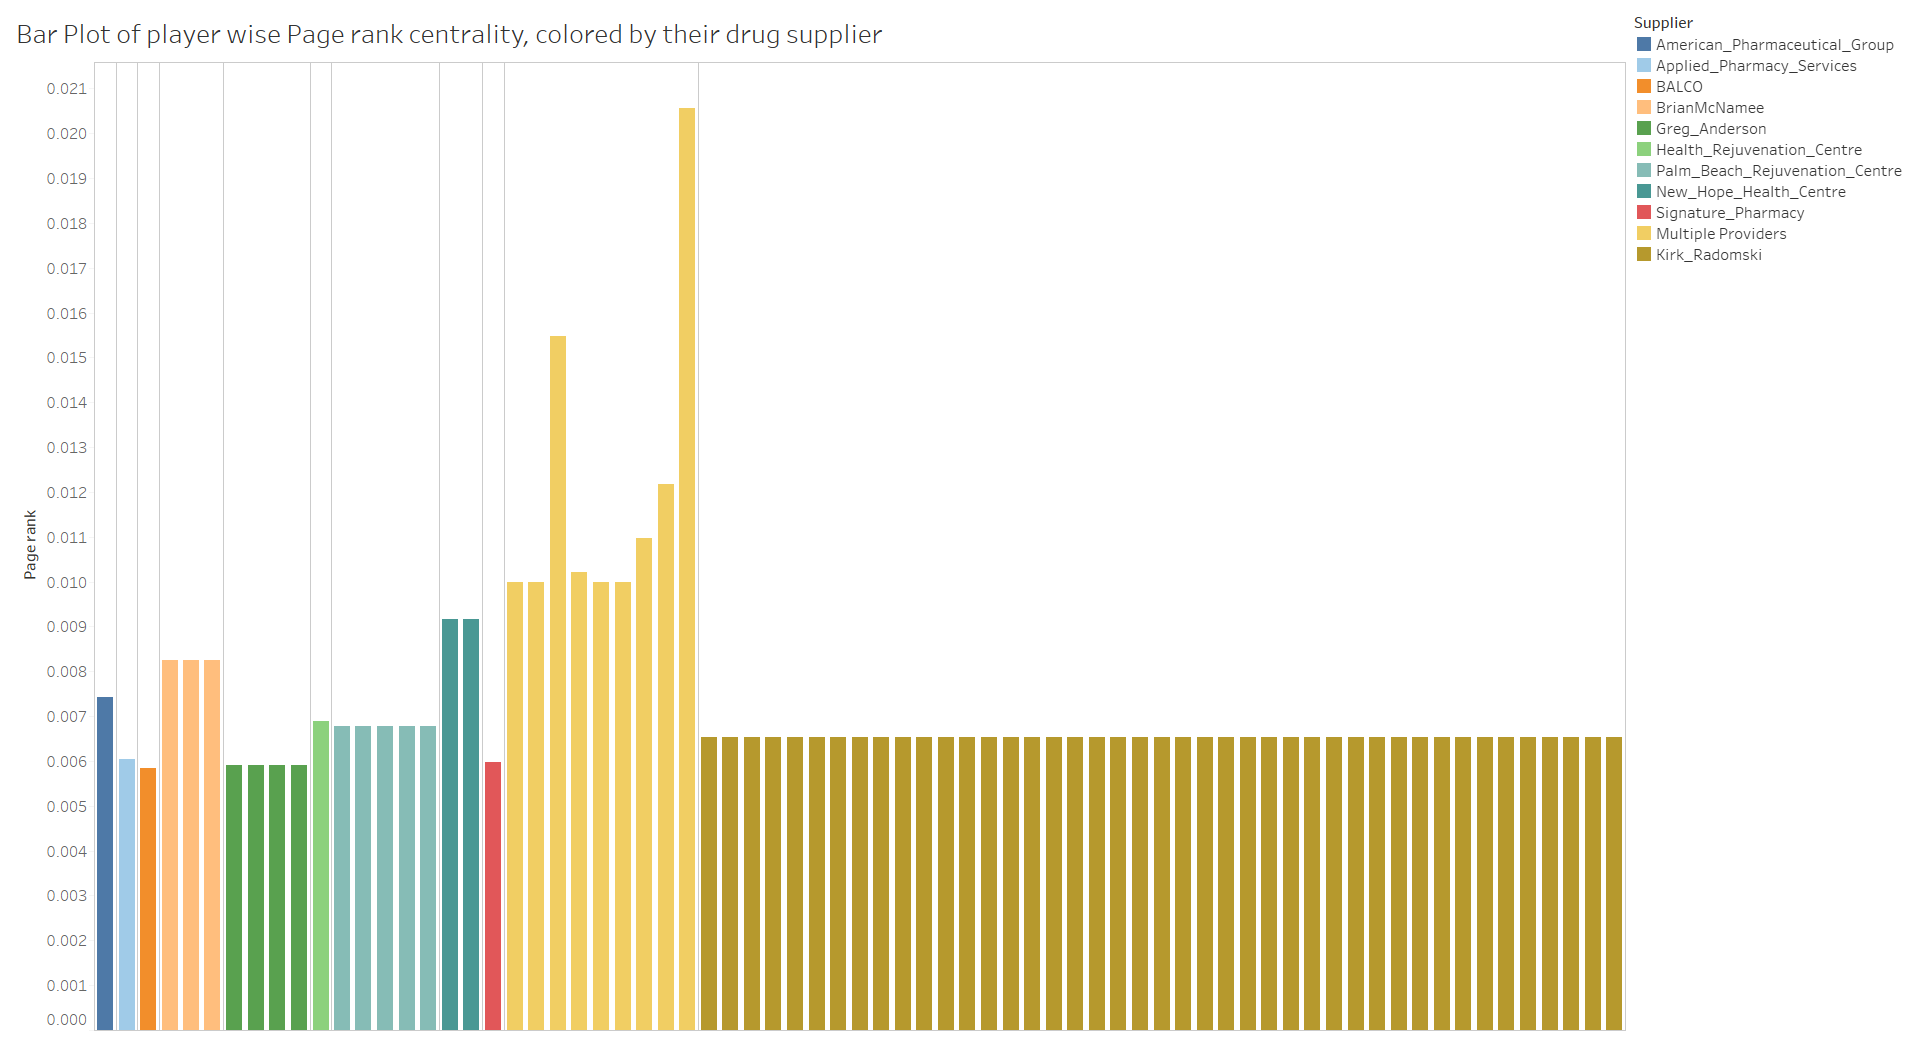 Bar Plot of player wise Page rank centrality, colored by their drug supplier
Supplier
American_Pharmaceutical_Group
Applied_Pharmacy_Services
BALCO
BrianMcNamee
Greg_Anderson
Health_Rejuvenation_Centre
Palm_Beach_Rejuvenation_Centre
New_Hope_Health_Centre
Signature_Pharmacy
Multiple Providers
Kirk_Radomski
Page rank
0.021
0.020
0.019
0.018
0.017
0.016
0.015
0.014
0.013
0.012
0.011
0.010
0.009
0.008
0.007
0.006
0.005
0.004
0.003
0.002
0.001
0.000